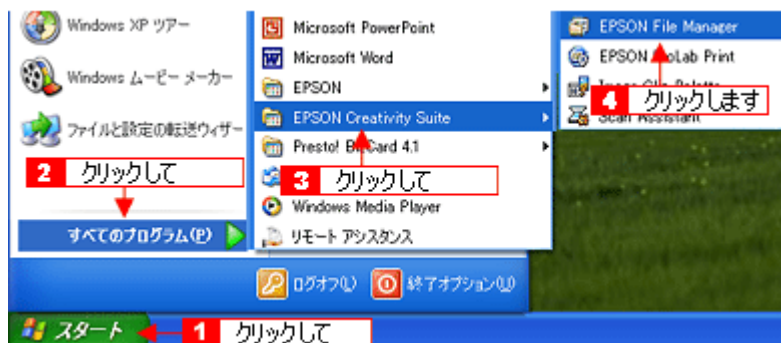 Windows XP ツアー
Windows ムービー メーカー
ファイルと設定の転送ウィザー
2 クリックして
すべてのプログラム(P)
Microsoft PowerPoint
Microsoft Word
EPSON
EPSON Creativity Suite
Presto! BizCard 4.1
3 クリックして
Windows Media Player
リモート アシスタンス
EPSON File Manager
EPSON PhoLab Print
4 クリックします
Scan Assistant
ログオフ(L)
終了オプション(U)
スタート
1 クリックして